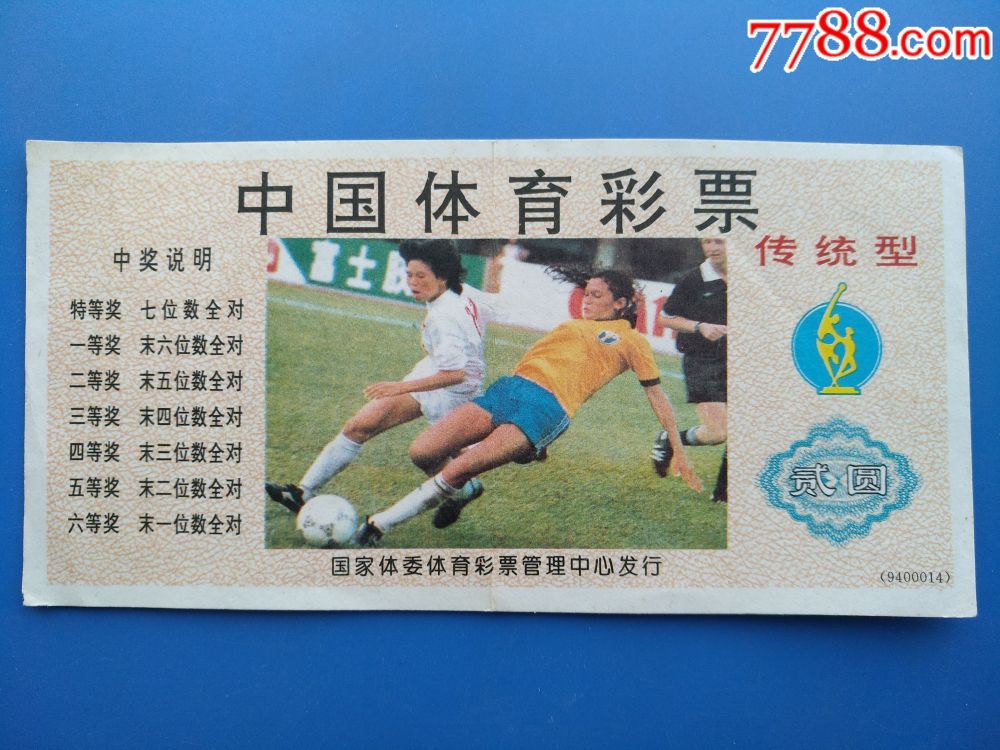 7788.com
中国体育彩票
传统型
中奖说明
特等奖 七位数全对
一等奖 末六位数全对
二等奖 末五位数全对
三等奖 末四位数全对
四等奖 末三位数全对
五等奖 末二位数全对
六等奖 末一位数全对
富士胶
贰圆
国家体委体育彩票管理中心发行
(9400014)